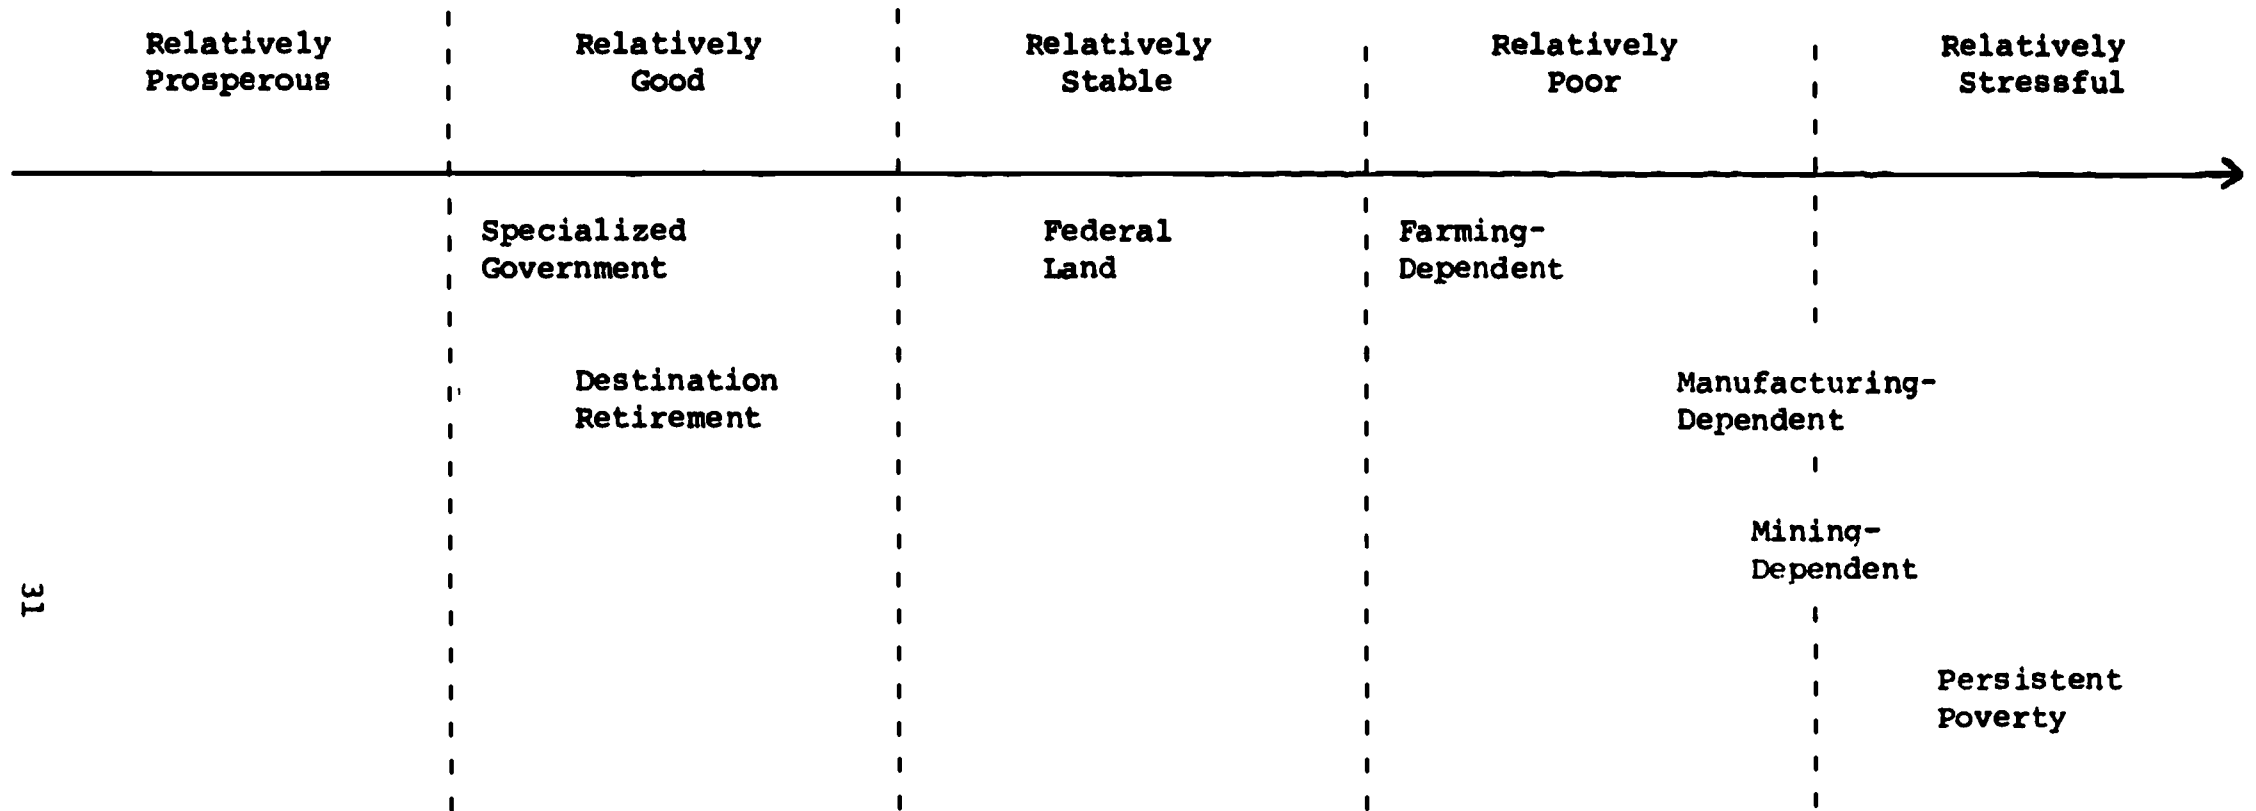 Relatively
Prosperous
Relatively
Good
Relatively
Stable
Relatively
Poor
Relatively
Stressful
Specialized
Government
Federal
Land
Farming-
Dependent
Destination
Retirement
Manufacturing-
Dependent
Mining-
Dependent
Persistent
Poverty
31